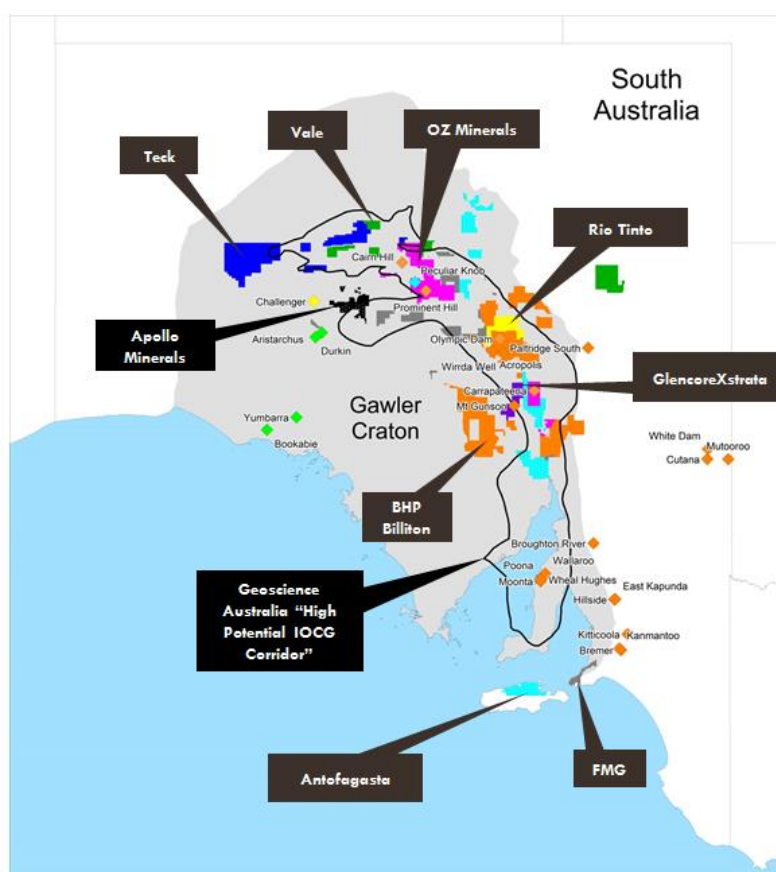 South
Australia
Vale
OZ Minerals
Teck
Rio Tinto
Cairn Hill
Peculiar Knob
Challenger
Prominent Hill
Apollo
Minerals
Aristarchus
Durkin
Olympic Dam
Partridge South
Wirrda Well
Acropolis
GlencoreXstrata
Carrapateena
Mt Gunson
Gawler
Craton
Yumbarra
Bookabie
White Dam
Mutooroo
Cutana
BHP
Billiton
Broughton River
Poona
Wallaroo
Moonta
Wheal Hughes
East Kapunda
Hillside
Geoscience
Australia “High
Potential IOCG
Corridor”
Kitticoola
Kanmantoo
Bremer
Antofagasta
FMG